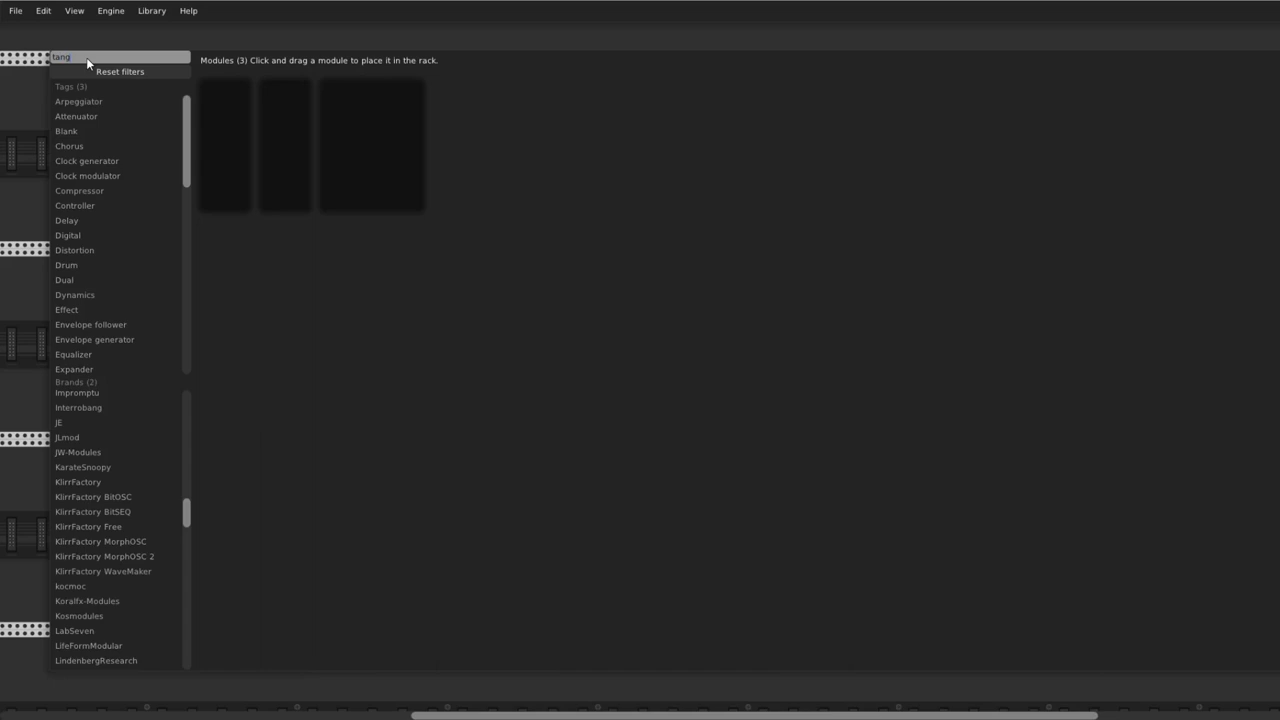 File Edit View Engine Library Help
tang
Modules (3) Click and drag a module to place it in the rack.
Reset filters
Tags (3)
Arpeggiator
Attenuator
Blank
Chorus
Clock generator
Clock modulator
Compressor
Controller
Delay
Digital
Distortion
Drum
Dual
Dynamics
Effect
Envelope follower
Envelope generator
Equalizer
Expander
Brands (2)
Impromptu
Interrobang
JE
JLmod
JW-Modules
KarateSnoopy
KlirrFactory
KlirrFactory BitOSC
KlirrFactory BitSEQ
KlirrFactory Free
KlirrFactory MorphOSC
KlirrFactory MorphOSC 2
KlirrFactory WaveMaker
kocmoc
Koralfx-Modules
Kosmodules
LabSeven
LifeFormModular
LindenbergResearch